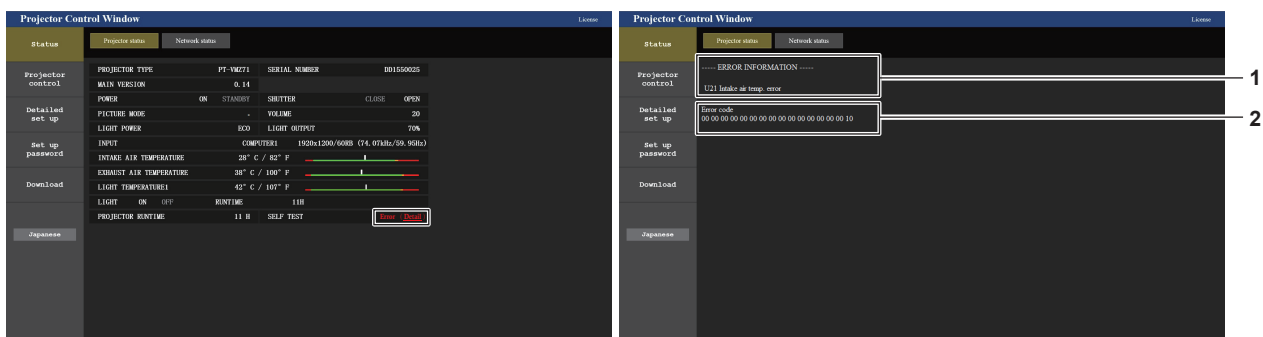 Projector Control Window
License
Status
Projector control
Detailed set up
Set up password
Download
Japanese
Projector status Network status
PROJECTOR TYPE PT-VMZ71 SERIAL NUMBER DD1550025
MAIN VERSION 0.14
POWER ON STANDBY SHUTTER CLOSE OPEN
PICTURE MODE - VOLUME 20
LIGHT POWER ECO LIGHT OUTPUT 70%
INPUT COMPUTER1 1920x1200/60RB (74.07kHz/59.95Hz)
INTAKE AIR TEMPERATURE 28° C / 82° F
EXHAUST AIR TEMPERATURE 38° C / 100° F
LIGHT TEMPERATURE1 42° C / 107° F
LIGHT ON OFF RUNTIME 11H
PROJECTOR RUNTIME 11 H SELF TEST Error (Detail)
Projector Control Window
License
Status
Projector control
Detailed set up
Set up password
Download
Japanese
Projector status Network status
----- ERROR INFORMATION -----
U21 Intake air temp. error
1
Error code
00 00 00 00 00 00 00 00 00 00 00 00 00 00 00 10
2